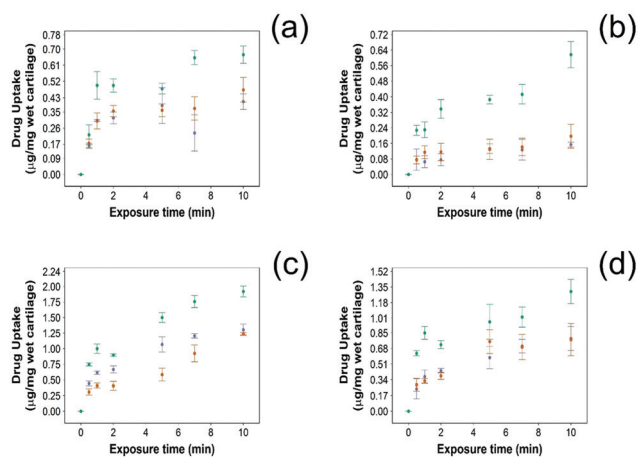 (a)
0.78
0.70
0.61
0.52
0.43
0.35
0.26
0.17
0.09
0.00
Drug Uptake
(µg/mg wet cartilage)
0 2 4 6 8 10
Exposure time (min)
(b)
0.72
0.64
0.56
0.48
0.40
0.32
0.24
0.16
0.08
0.00
Drug Uptake
(µg/mg wet cartilage)
0 2 4 6 8 10
Exposure time (min)
(c)
2.24
2.00
1.75
1.50
1.25
1.00
0.75
0.50
0.25
0.00
Drug Uptake
(µg/mg wet cartilage)
0 2 4 6 8 10
Exposure time (min)
(d)
1.52
1.35
1.18
1.01
0.85
0.68
0.51
0.34
0.17
0.00
Drug Uptake
(µg/mg wet cartilage)
0 2 4 6 8 10
Exposure time (min)